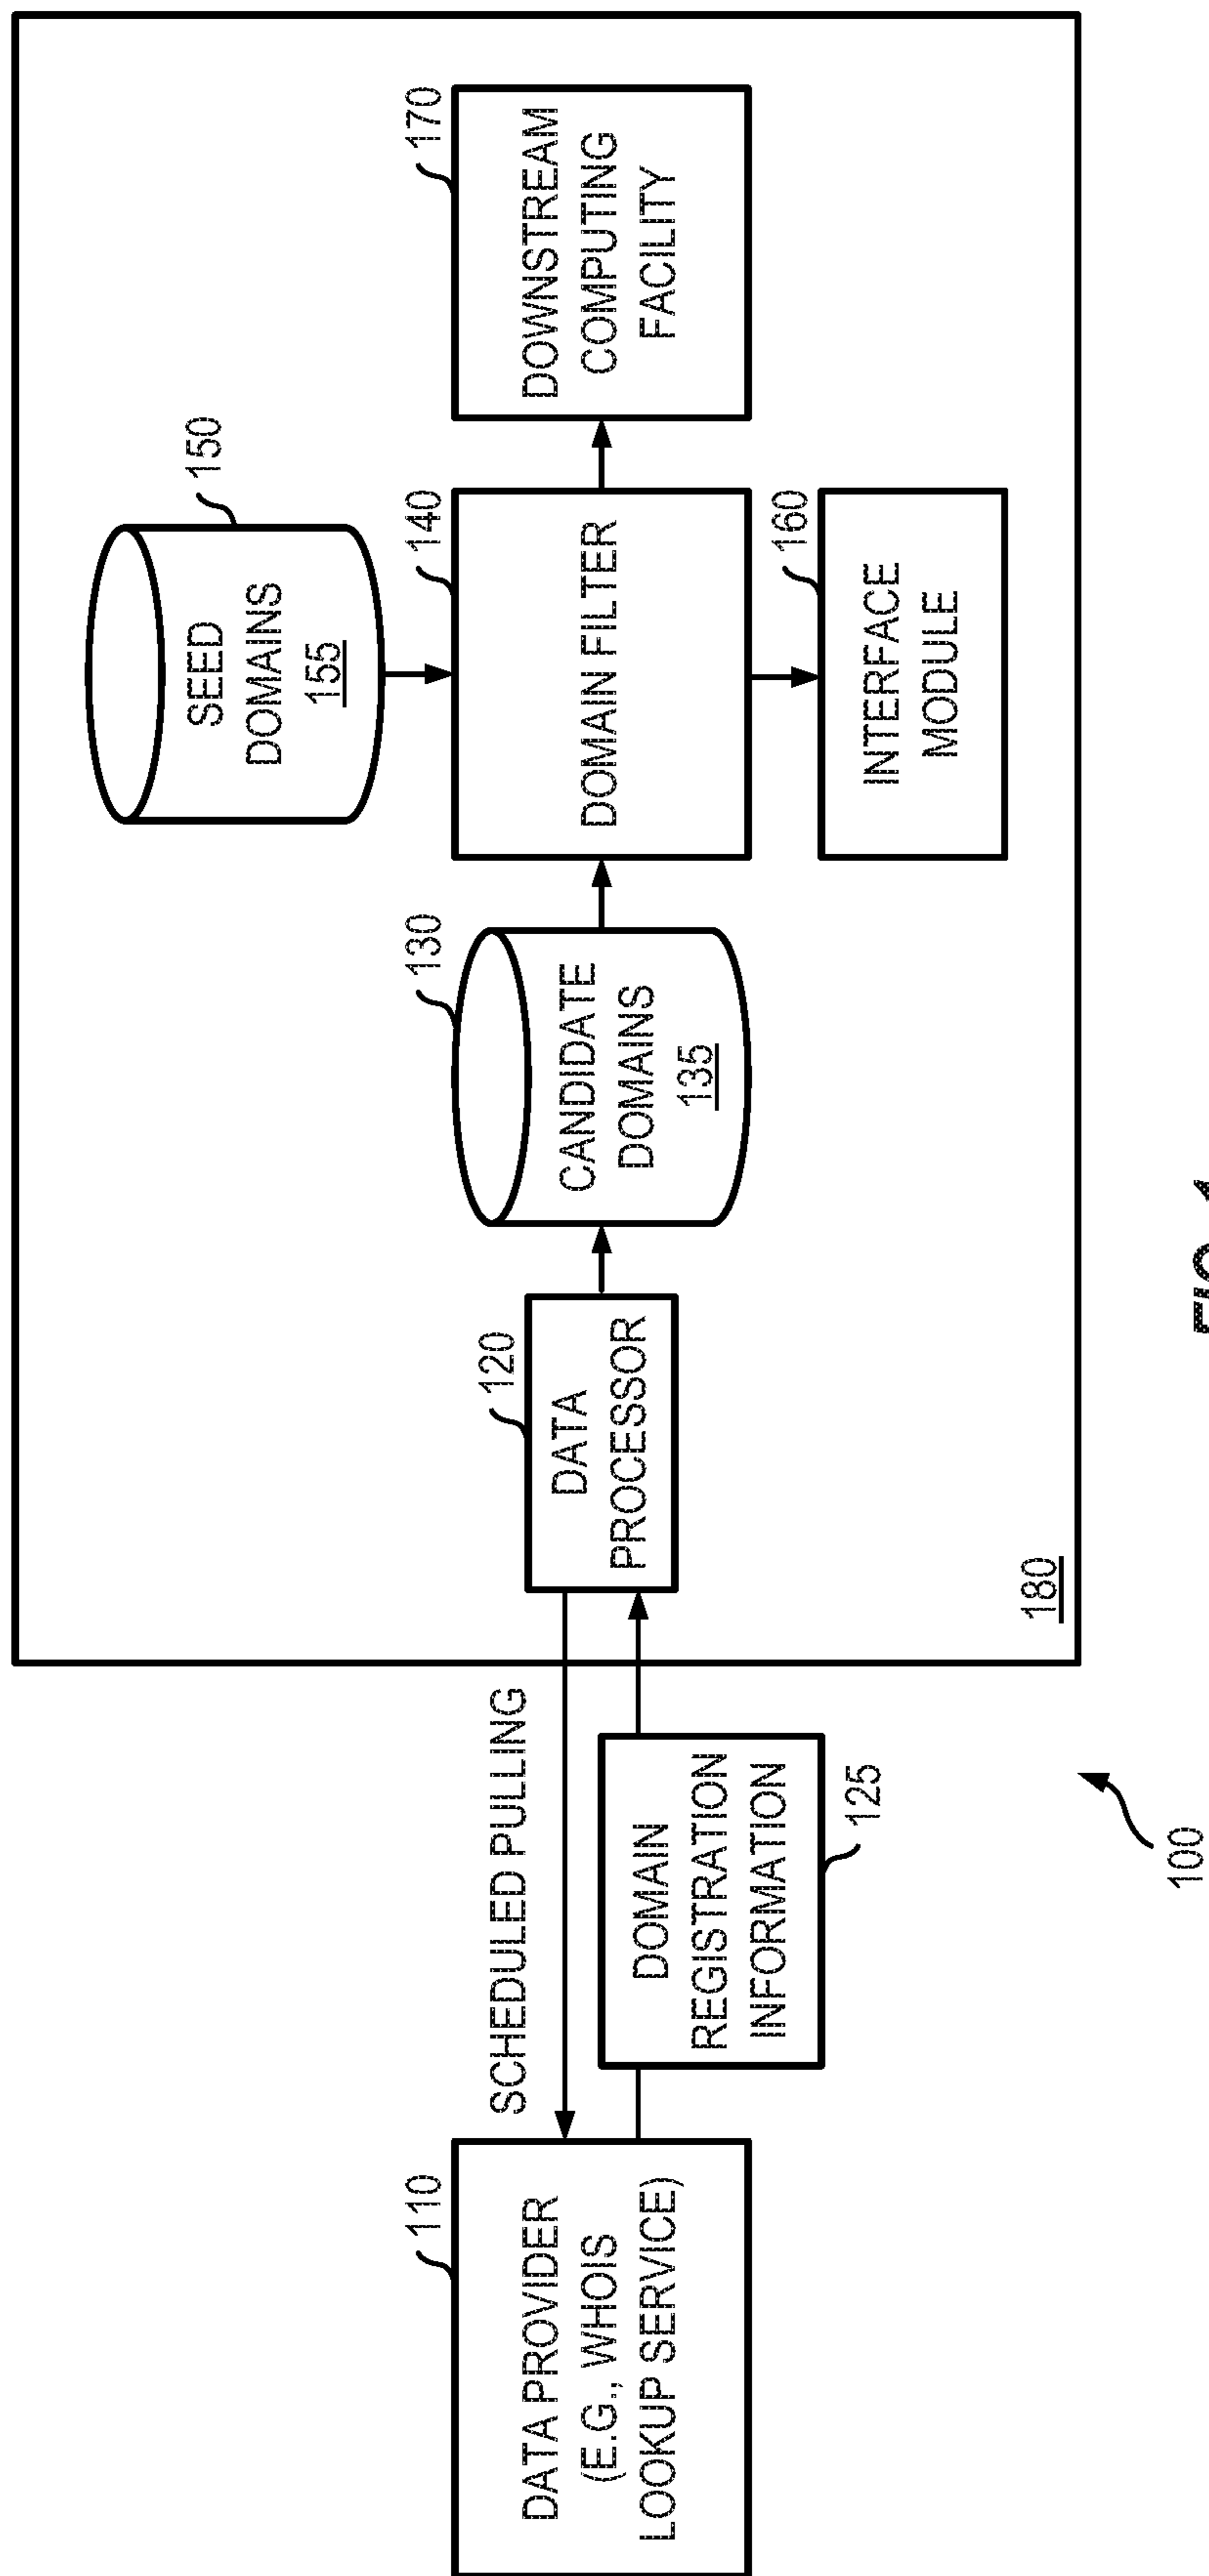 110
DATA PROVIDER
(E.G., WHOIS
LOOKUP SERVICE)
SCHEDULED PULLING
DOMAIN
REGISTRATION
INFORMATION
125
120
DATA
PROCESSOR
130
CANDIDATE
DOMAINS
135
150
SEED
DOMAINS
155
140
DOMAIN FILTER
160
INTERFACE
MODULE
170
DOWNSTREAM
COMPUTING
FACILITY
180
100